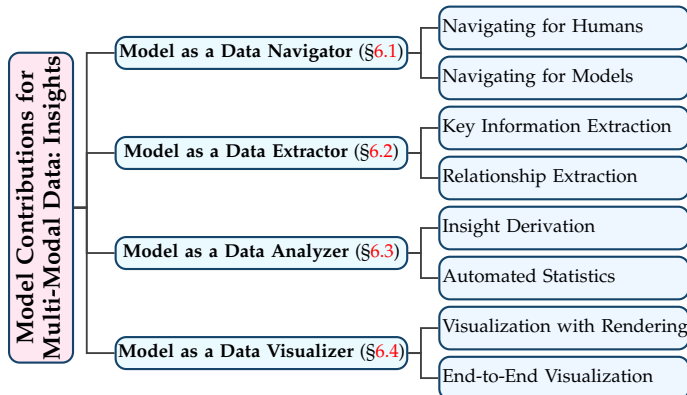 Model Contributions for
Multi-Modal Data: Insights
Model as a Data Navigator (§6.1)
Navigating for Humans
Navigating for Models
Model as a Data Extractor (§6.2)
Key Information Extraction
Relationship Extraction
Model as a Data Analyzer (§6.3)
Insight Derivation
Automated Statistics
Model as a Data Visualizer (§6.4)
Visualization with Rendering
End-to-End Visualization